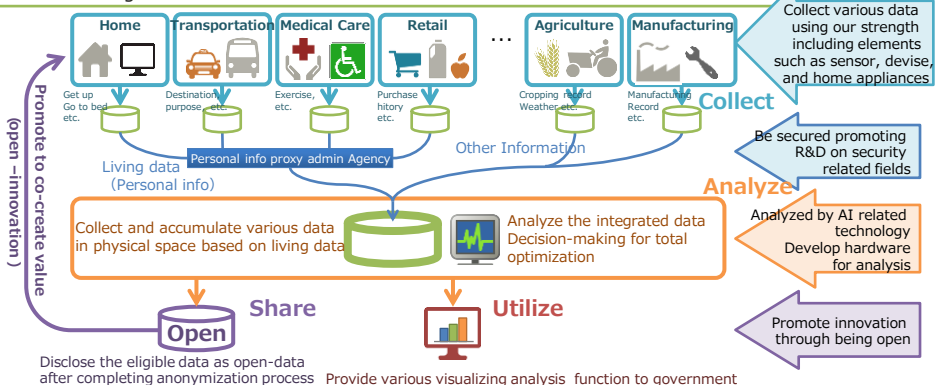 Home
Transportation
Medical Care
Retail
...
Agriculture
Manufacturing
Get up
Go to bed
etc.
Destination,
purpose, etc.
Exercise,
etc.
Purchase
hitory
etc.
Cropping record
Weather etc.
Manufacturing
Record
etc.
Collect
Collect various data
using our strength
including elements
such as sensor, devise,
and home appliances
Personal info proxy admin Agency
Living data
(Personal info)
Other Information
Be secured promoting
R&D on security
related fields
Analyze
Collect and accumulate various data
in physical space based on living data
Analyze the integrated data
Decision-making for total
optimization
Analyzed by AI related
technology
Develop hardware
for analysis
Promote to co-create value
(open –innovation )
Share
Open
Utilize
Promote innovation
through being open
Disclose the eligible data as open-data
after completing anonymization process
Provide various visualizing analysis function to government